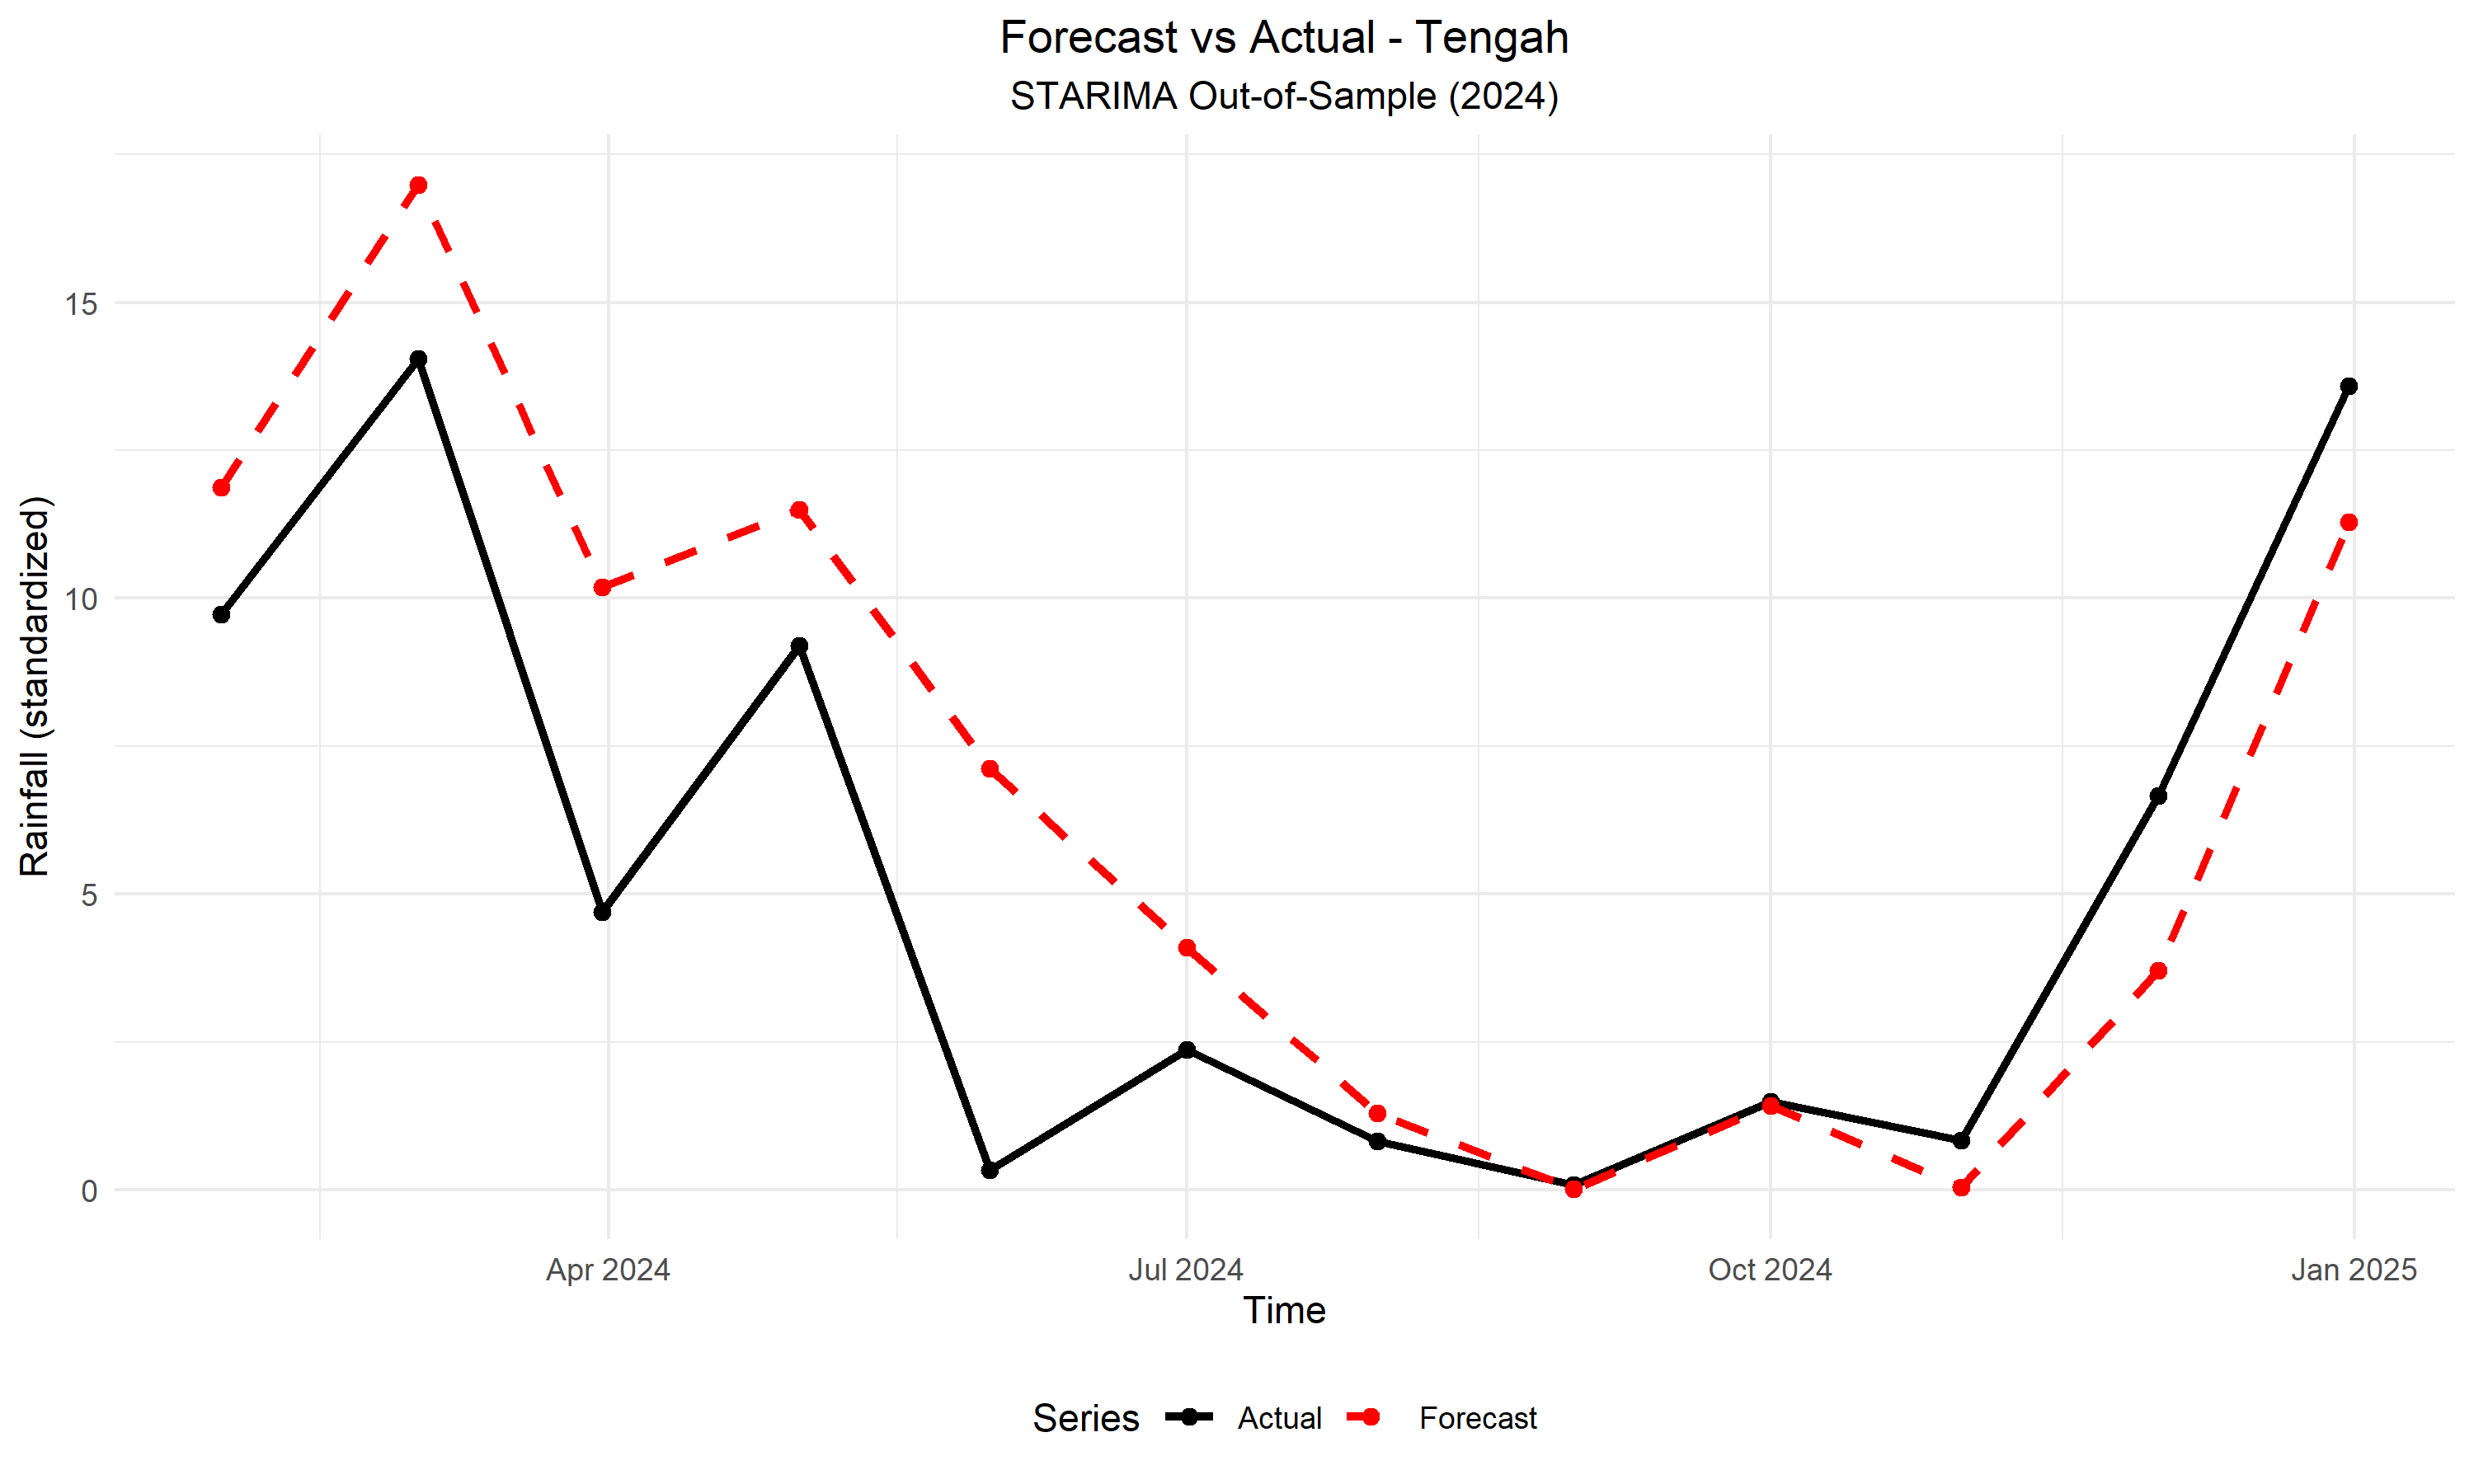 Forecast vs Actual - Tengah
STARIMA Out-of-Sample (2024)
Rainfall (standardized)
15
10
5
0
Apr 2024
Jul 2024
Oct 2024
Jan 2025
Time
Series
Actual
Forecast